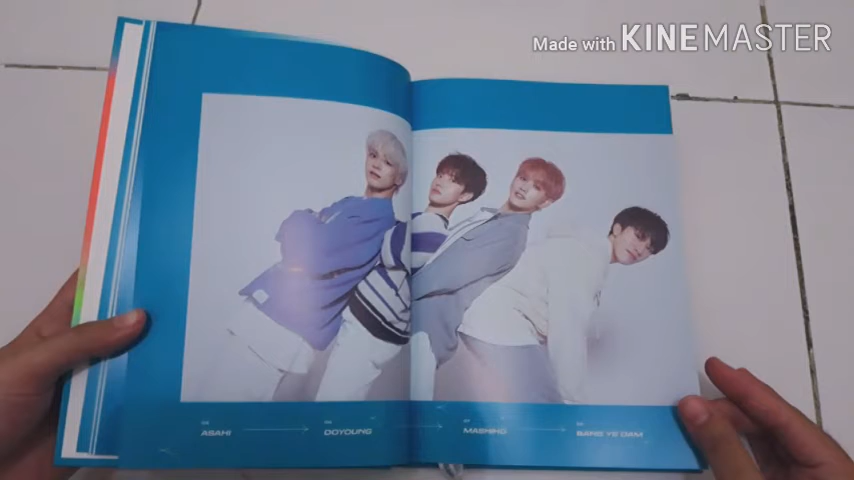 Made with KINEMASTER
ASAHI
DOYOUNG
MASHIHO
BANG YE DAM